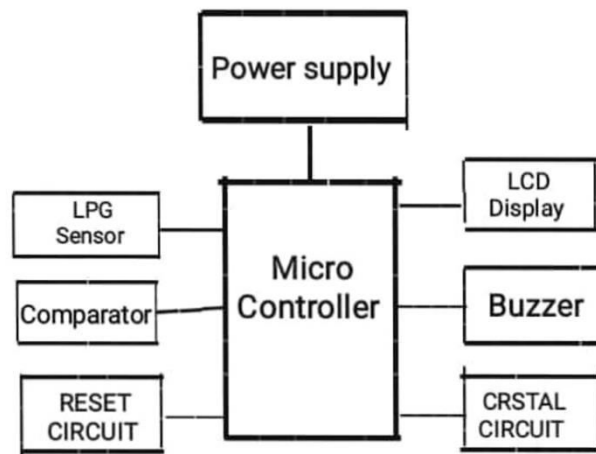 Power supply
LPG
Sensor
LCD
Display
Micro
Controller
Comparator
Buzzer
RESET
CIRCUIT
CRSTAL
CIRCUIT